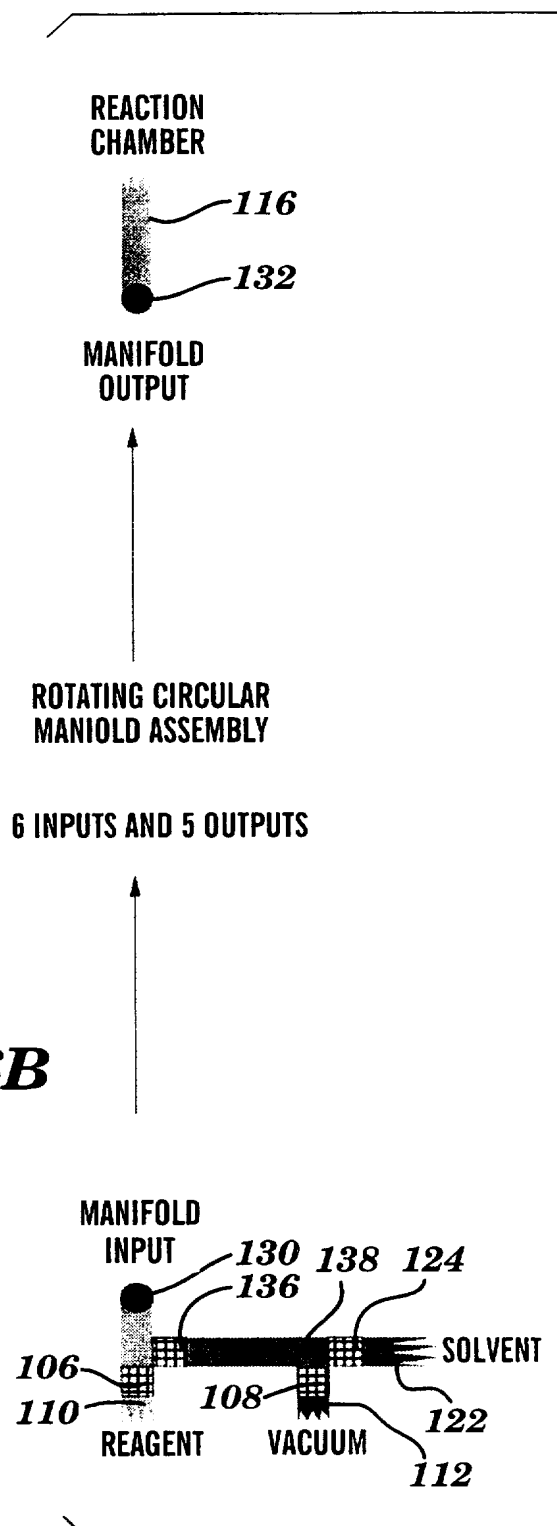 REACTION
CHAMBER
116
132
MANIFOLD
OUTPUT
ROTATING CIRCULAR
MANIOLD ASSEMBLY
6 INPUTS AND 5 OUTPUTS
B
MANIFOLD
INPUT
130
136
138
124
SOLVENT
106
110
108
122
REAGENT
VACUUM
112